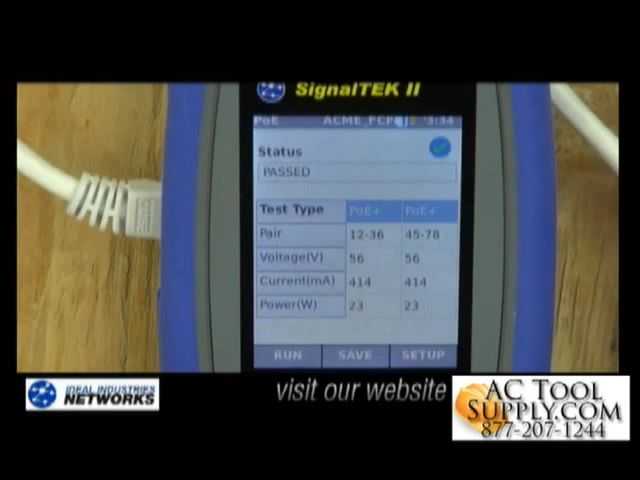 SignalTEK II
PoE ACME_FCP 3:34
Status
PASSED
Test Type PoE+ PoE+
Pair 12-36 45-78
Voltage(V) 56 56
Current(mA) 414 414
Power(W) 23 23
RUN SAVE SETUP
IDEAL INDUSTRIES
NETWORKS
visit our website
AC TOOL
SUPPLY.COM
877-207-1244